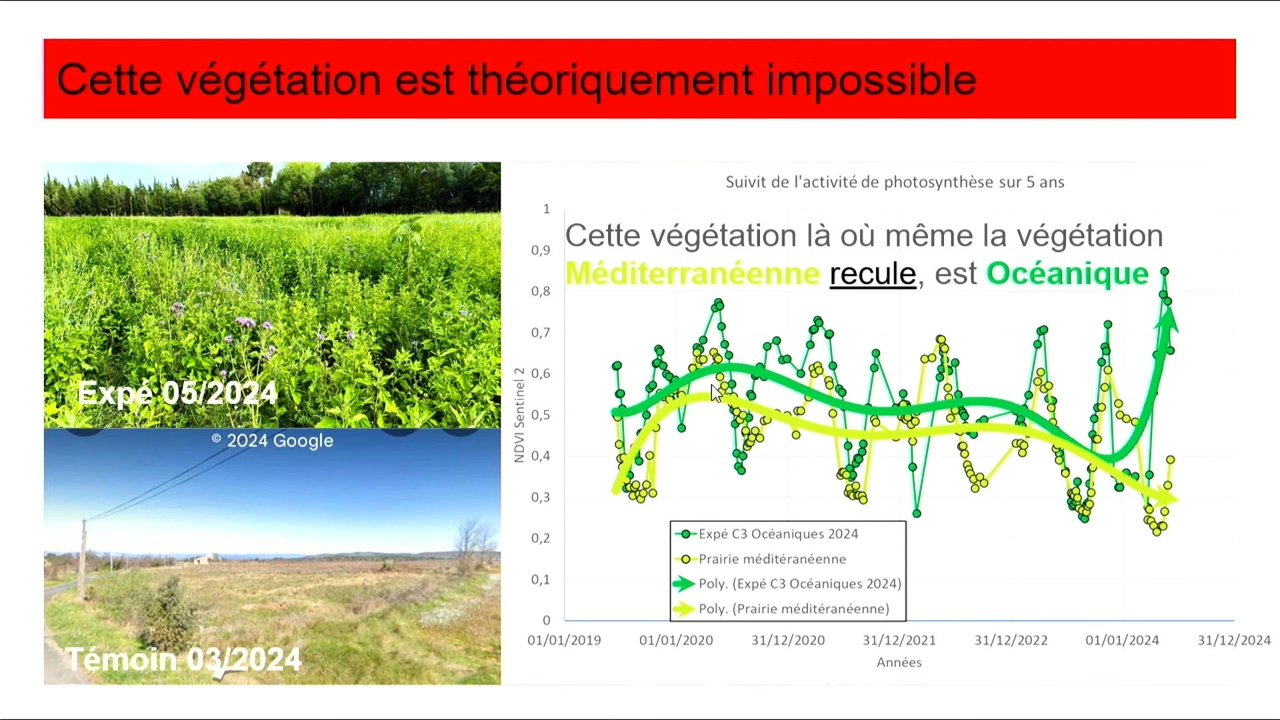 Cette végétation est théoriquement impossible
Expé 05/2024
© 2024 Google
Témoin 03/2024
Suivit de l'activité de photosynthèse sur 5 ans
Cette végétation là où même la végétation
Méditerranéenne recule, est Océanique
NDVI Sentinel 2
1
0,9
0,8
0,7
0,6
0,5
0,4
0,3
0,2
0,1
0
Expé C3 Océaniques 2024
Prairie méditéranéenne
Poly. (Expé C3 Océaniques 2024)
Poly. (Prairie méditéranéenne)
01/01/2019 01/01/2020 31/12/2020 31/12/2021 31/12/2022 01/01/2024 31/12/2024
Années